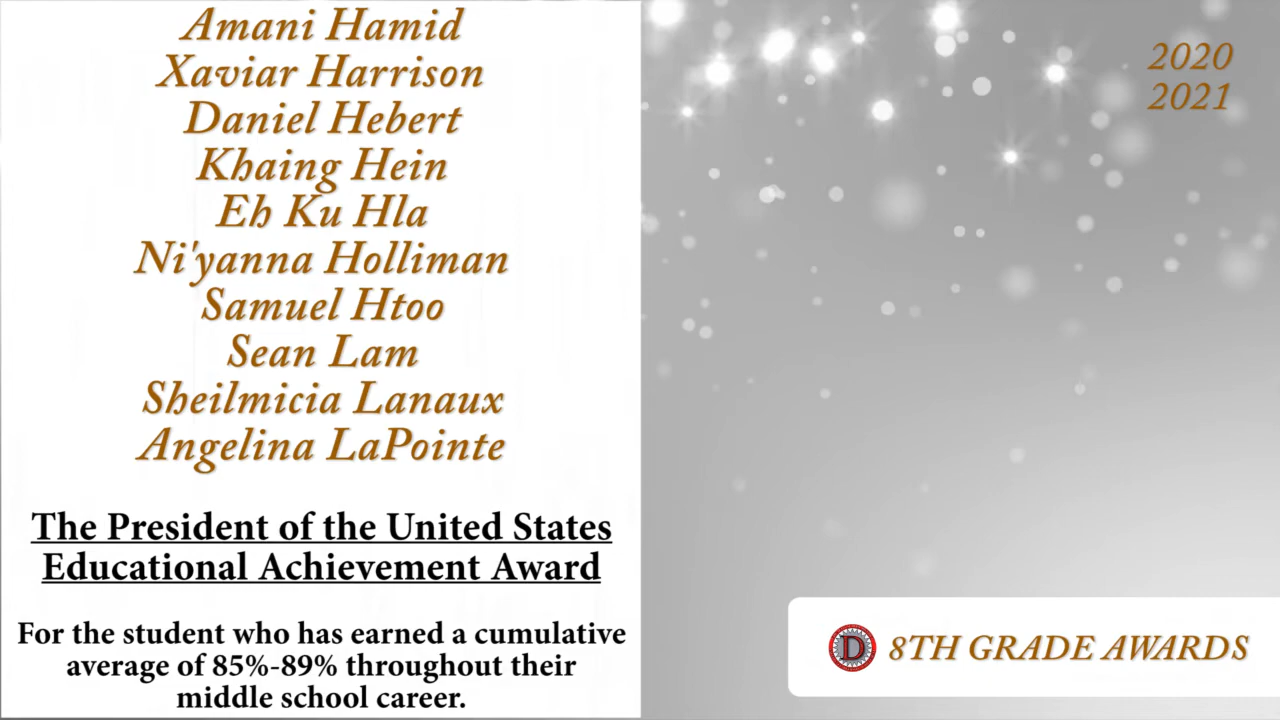 Amani Hamid
Xaviar Harrison
Daniel Hebert
Khaing Hein
Eh Ku Hla
Ni'yanna Holliman
Samuel Htoo
Sean Lam
Sheilmicia Lanaux
Angelina LaPointe
The President of the United States
Educational Achievement Award
For the student who has earned a cumulative
average of 85%-89% throughout their
middle school career.
2020
2021
D
8TH GRADE AWARDS